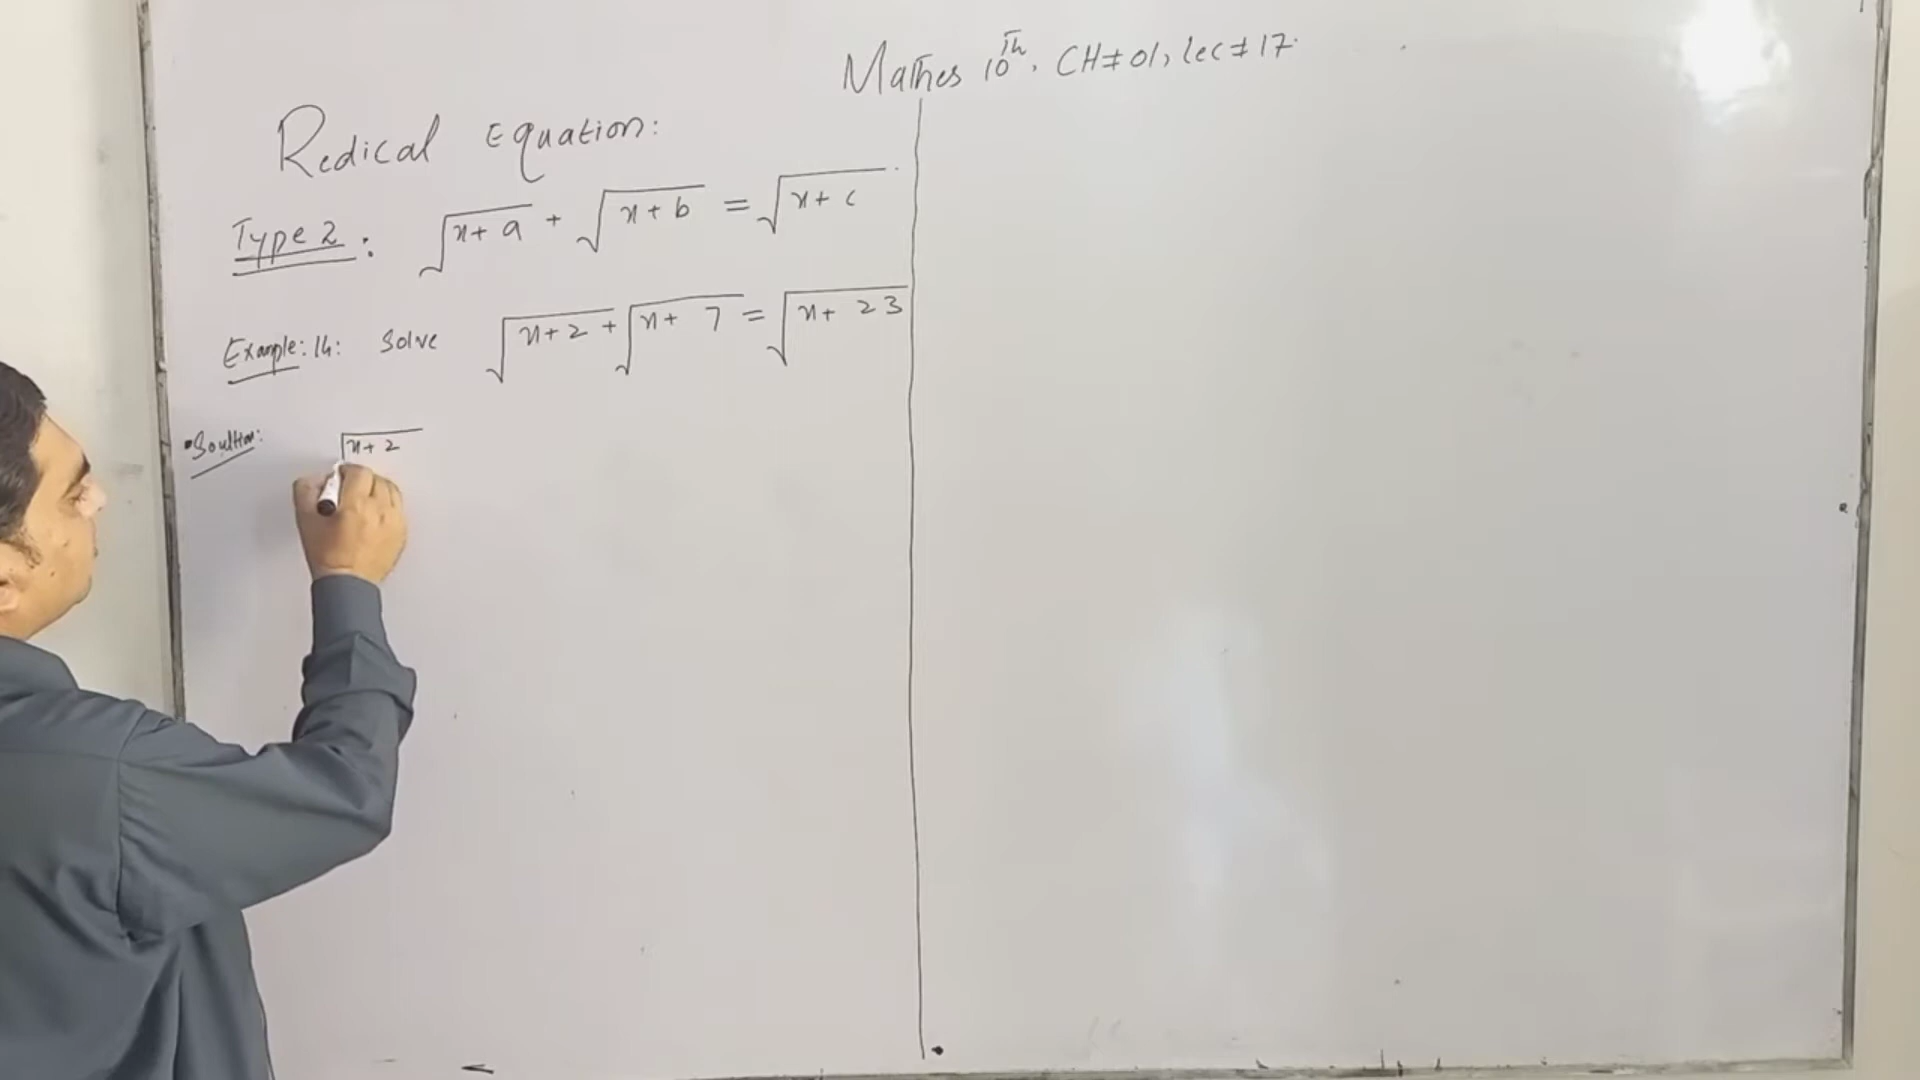 Mathes 10th, CH≠01, Lec≠17.
Redical Equation:
Type 2: √(x+a) + √(x+b) = √(x+c)
Example: 14: Solve √(x+2) + √(x+7) = √(x+23)
Soultion: √(x+2)